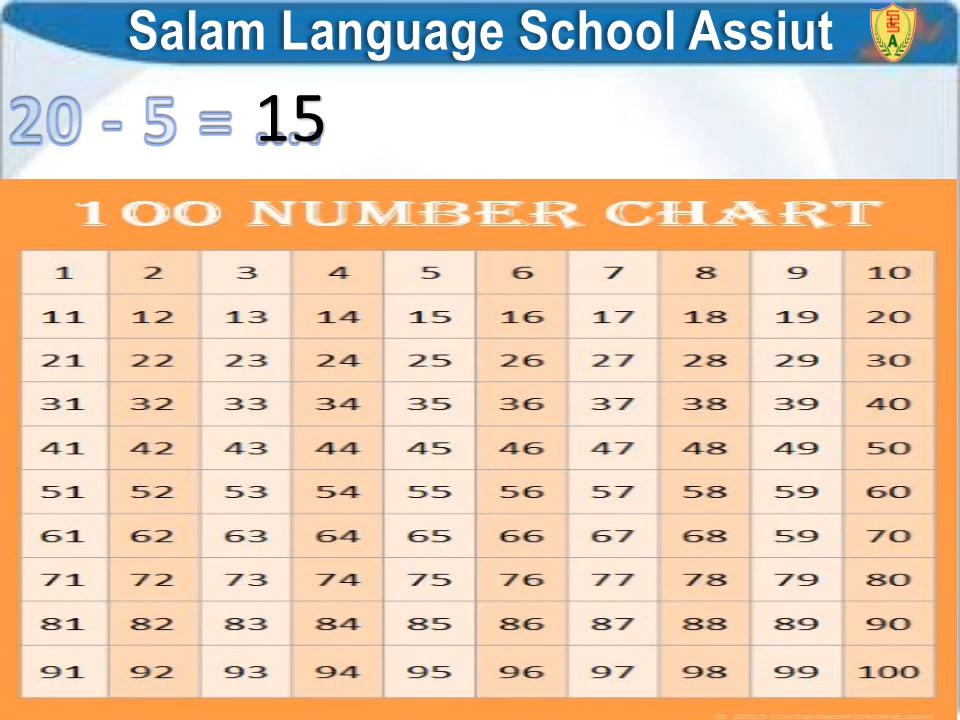 Salam Language School Assiut
20 - 5 = 15
100 NUMBER CHART
1 2 3 4 5 6 7 8 9 10
11 12 13 14 15 16 17 18 19 20
21 22 23 24 25 26 27 28 29 30
31 32 33 34 35 36 37 38 39 40
41 42 43 44 45 46 47 48 49 50
51 52 53 54 55 56 57 58 59 60
61 62 63 64 65 66 67 68 59 70
71 72 73 74 75 76 77 78 79 80
81 82 83 84 85 86 87 88 89 90
91 92 93 94 95 96 97 98 99 100